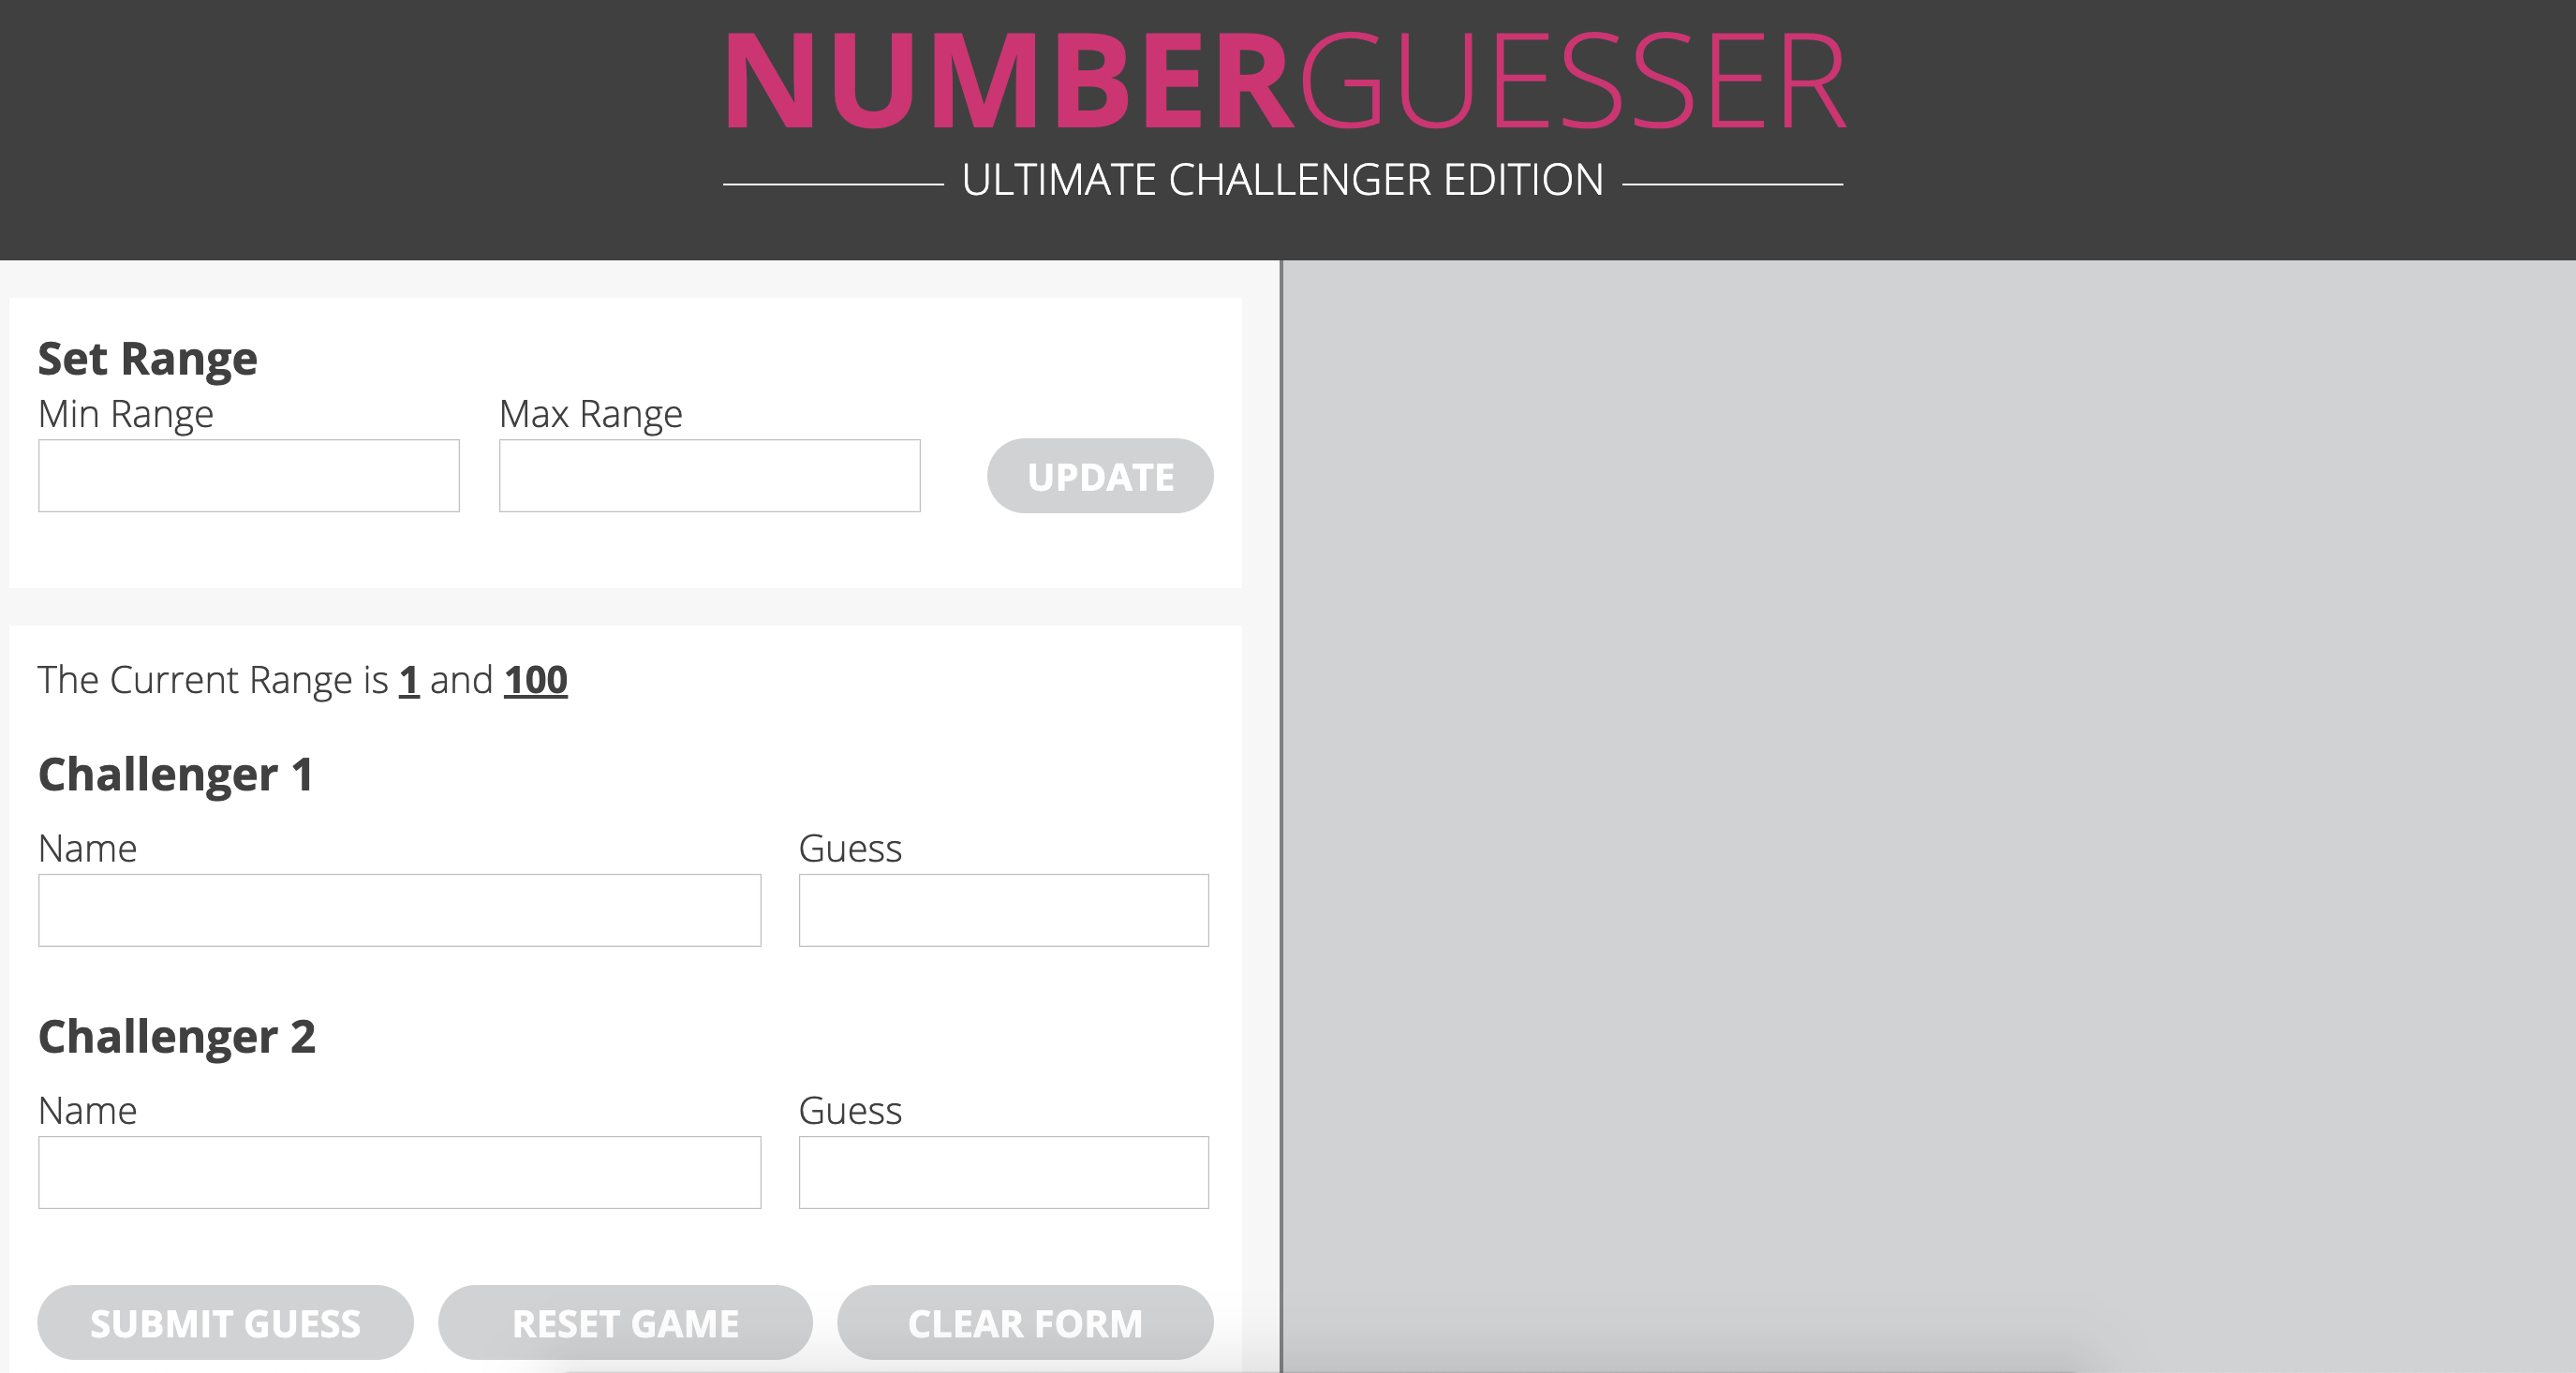 NUMBERGUESSER
ULTIMATE CHALLENGER EDITION
Set Range
Min Range Max Range
UPDATE
The Current Range is 1 and 100
Challenger 1
Name Guess
Challenger 2
Name Guess
SUBMIT GUESS RESET GAME CLEAR FORM